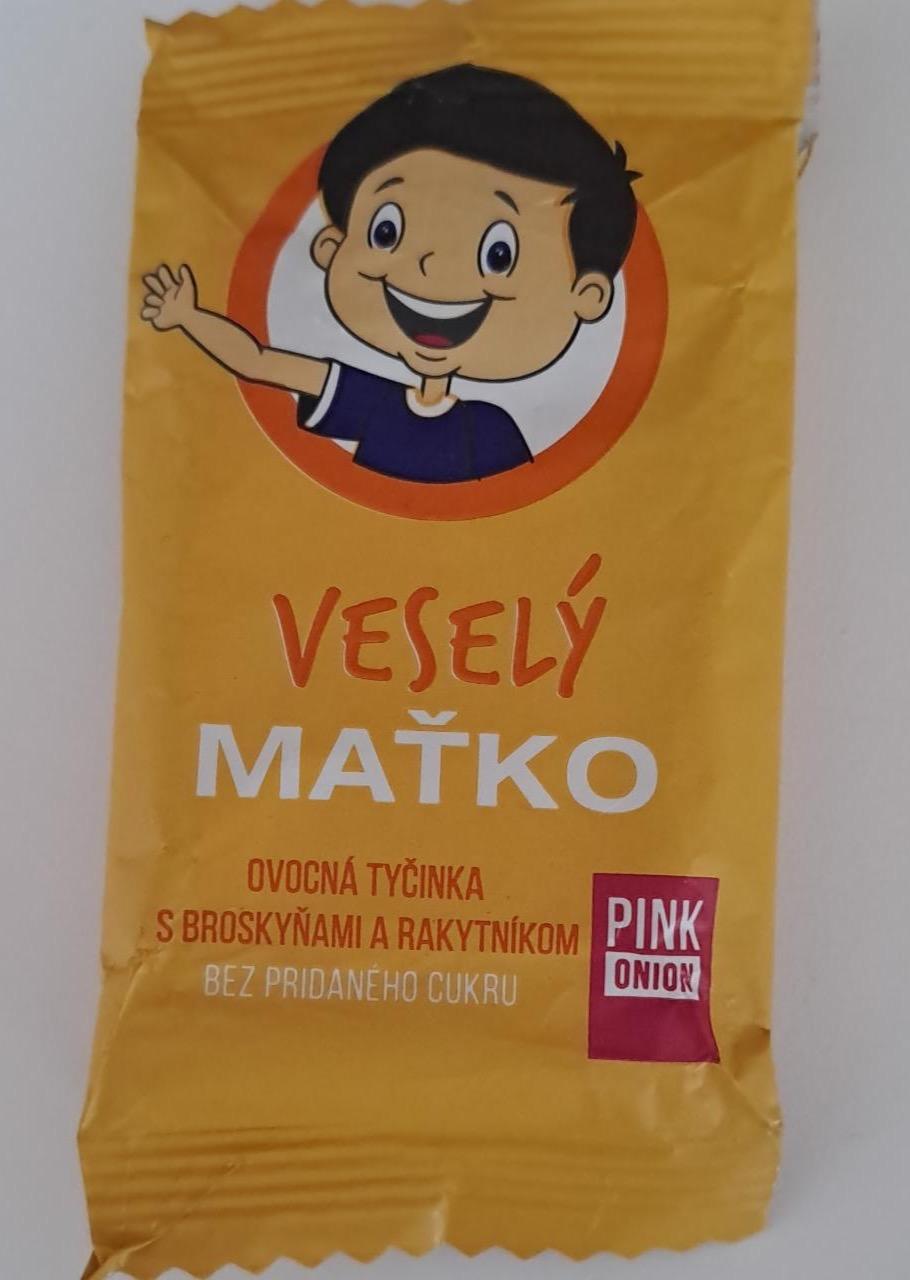 VESELÝ
MAŤKO
OVOCNÁ TYČINKA
S BROSKYŇAMI A RAKYTNÍKOM
BEZ PRIDANÉHO CUKRU
PINK
ONION